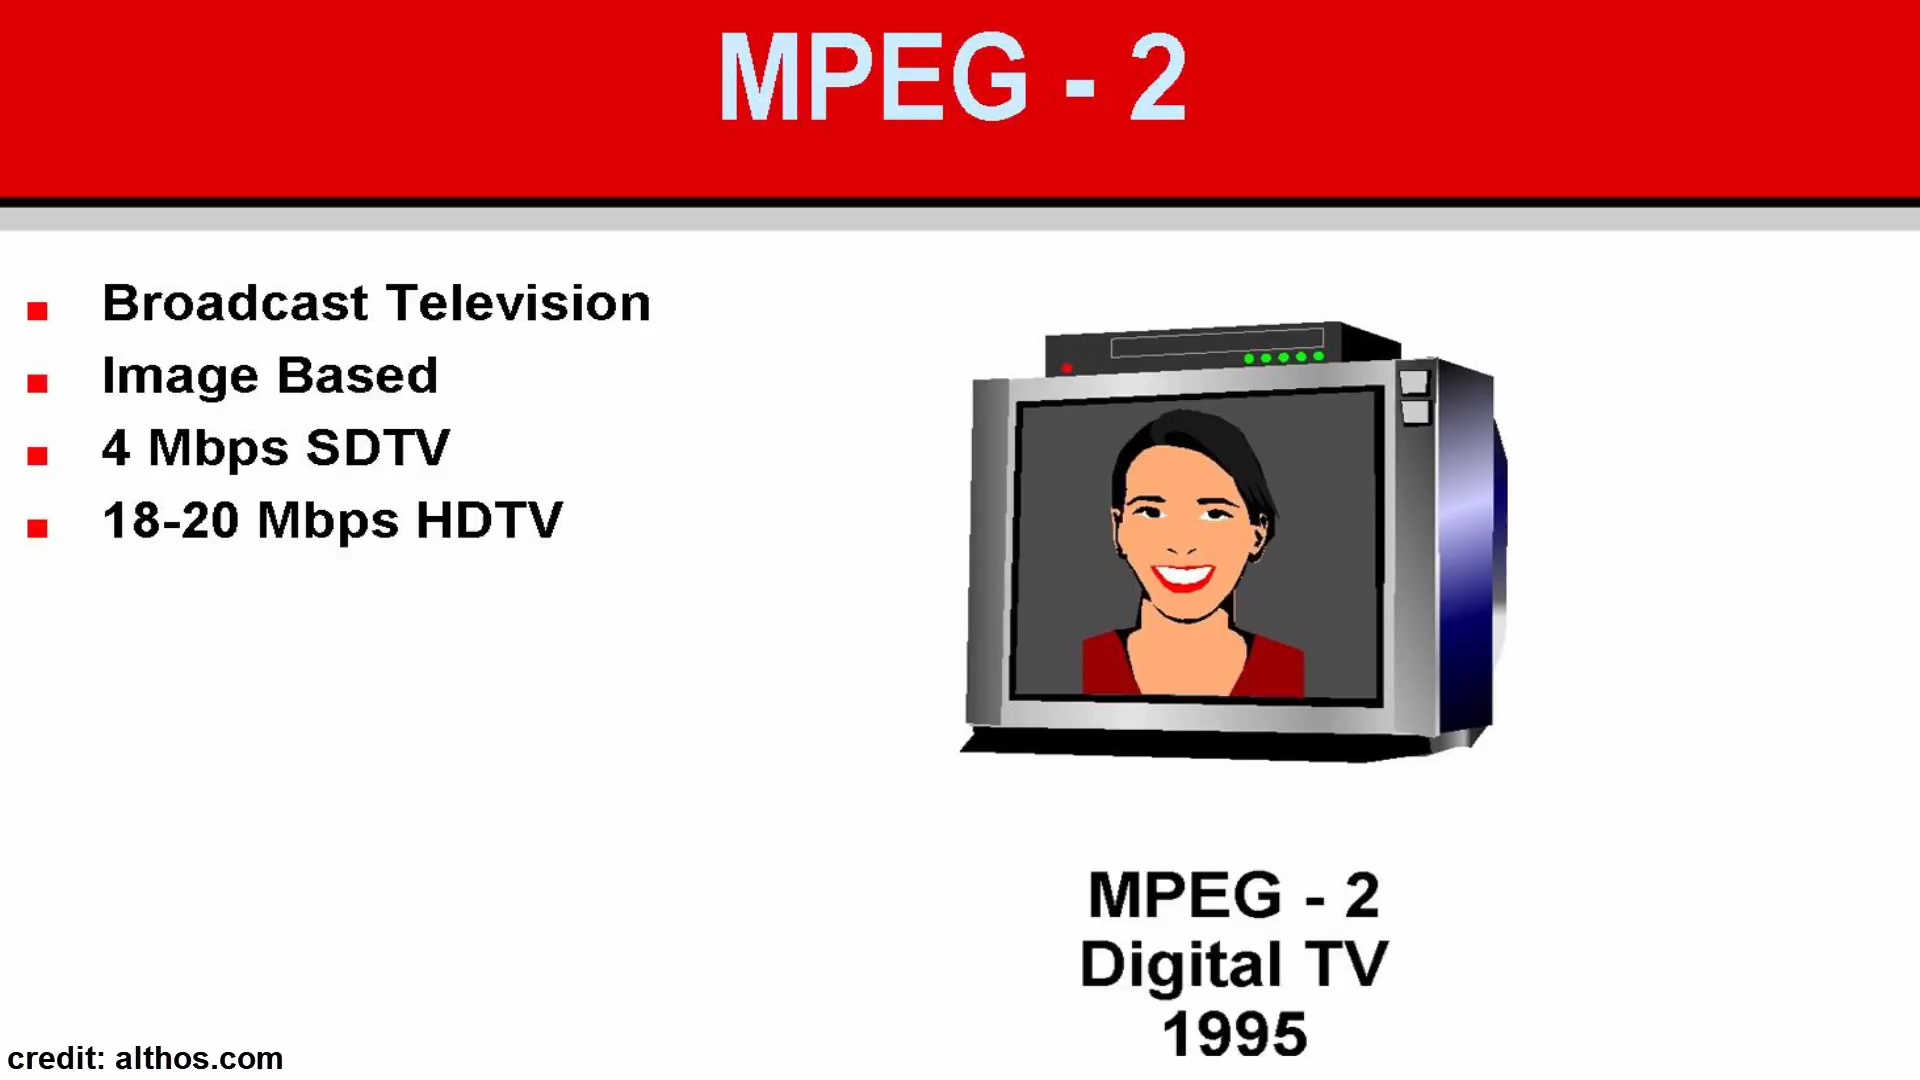 MPEG - 2
Broadcast Television
Image Based
4 Mbps SDTV
18-20 Mbps HDTV
MPEG - 2
Digital TV
1995
credit: althos.com